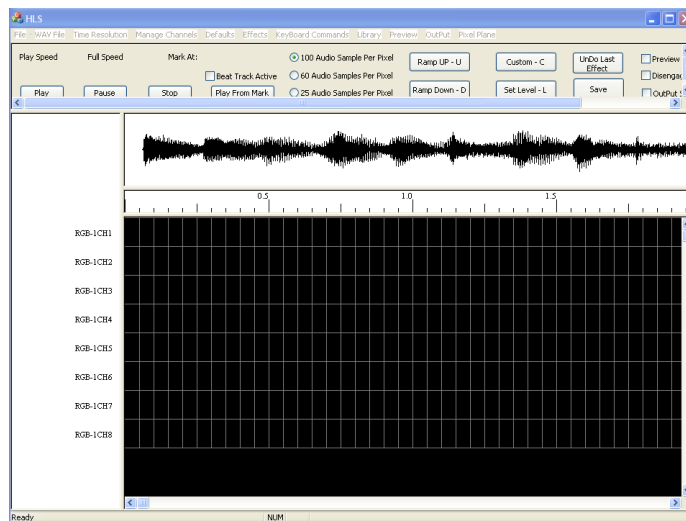 HLS
File - WAV File Time Resolution Manage Channels Defaults Effects KeyBoard Commands Library Preview OutPut Pixel Plane
Play Speed Full Speed Mark At: 100 Audio Sample Per Pixel Ramp UP - U Custom - C UnDo Last Effect Preview
Beat Track Active 60 Audio Samples Per Pixel
Play Pause Stop Play From Mark 25 Audio Samples Per Pixel Ramp Down - D Set Level - L Save OutPut
0.5 1.0 1.5
RGB-1CH1
RGB-1CH2
RGB-1CH3
RGB-1CH4
RGB-1CH5
RGB-1CH6
RGB-1CH7
RGB-1CH8
Ready NUM